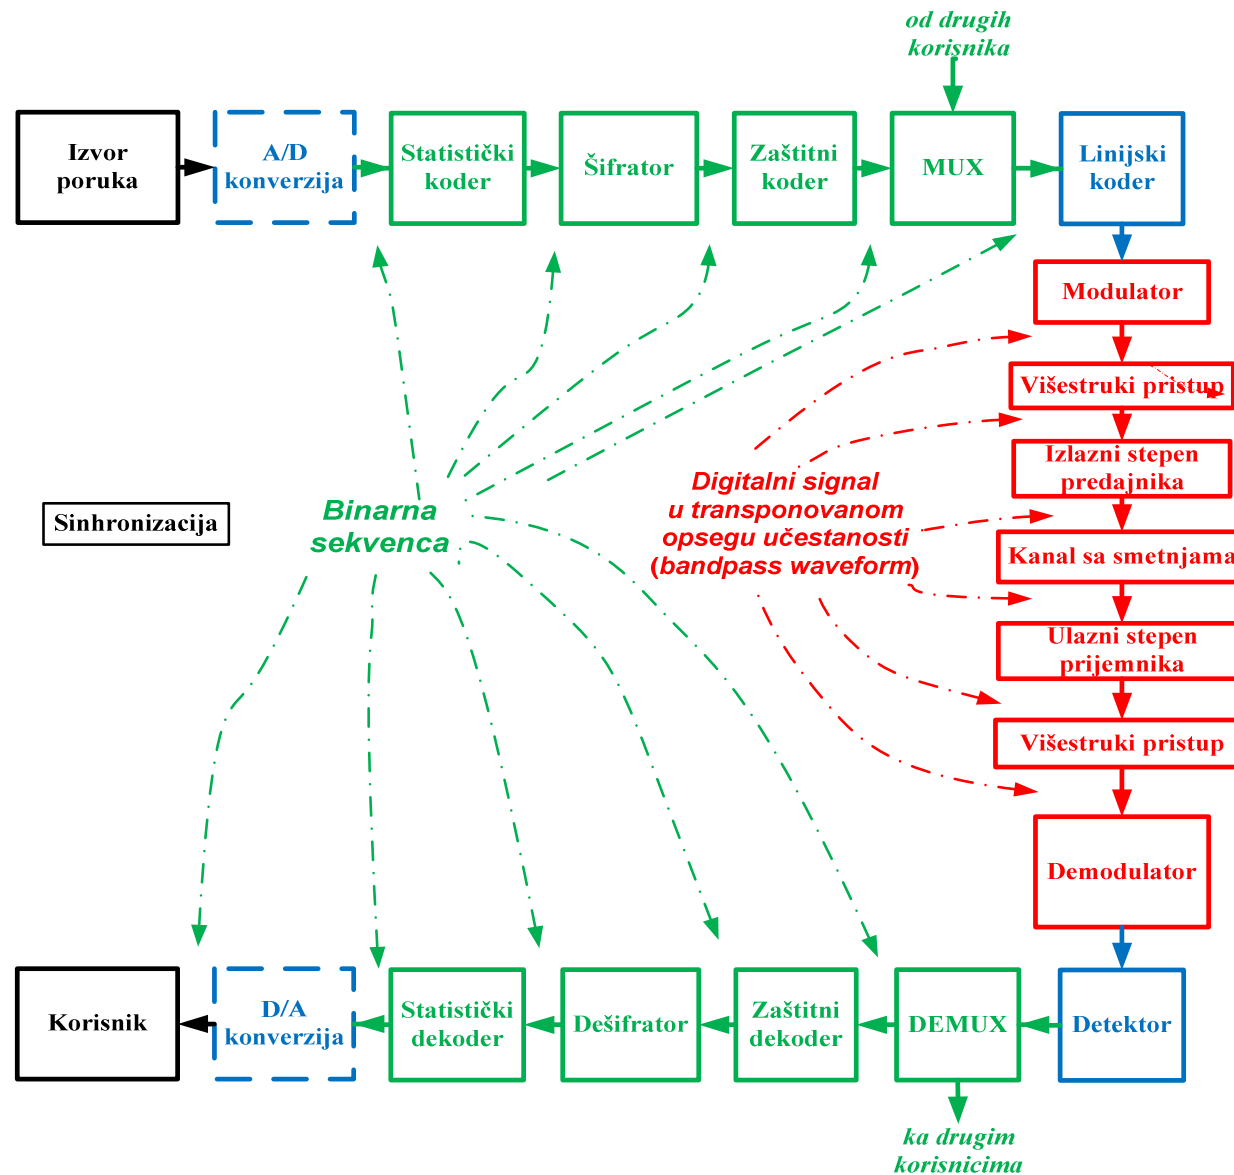 od drugih
korisnika
Izvor
poruka
A/D
konverzija
Statistički
koder
Šifrator
Zaštitni
koder
MUX
Linijski
koder
Modulator
Višestruki pristup
Izlazni stepen
predajnika
Digitalni signal
u transponovanom
opsegu učestanosti
(bandpass waveform)
Binarna
sekvenca
Sinhronizacija
Kanal sa smetnjama
Ulazni stepen
prijemnika
Višestruki pristup
Demodulator
Korisnik
D/A
konverzija
Statistički
dekoder
Dešifrator
Zaštitni
dekoder
DEMUX
Detektor
ka drugim
korisnicima